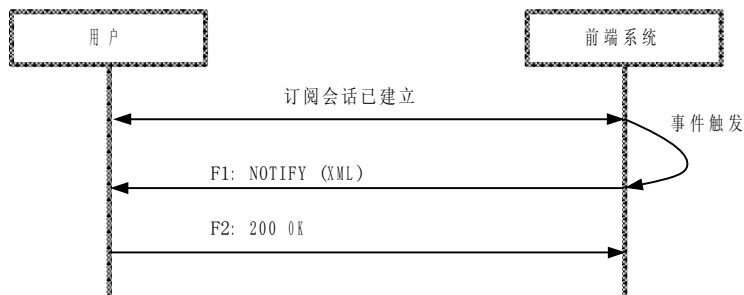 用户
前端系统
订阅会话已建立
事件触发
F1: NOTIFY (XML)
F2: 200 OK